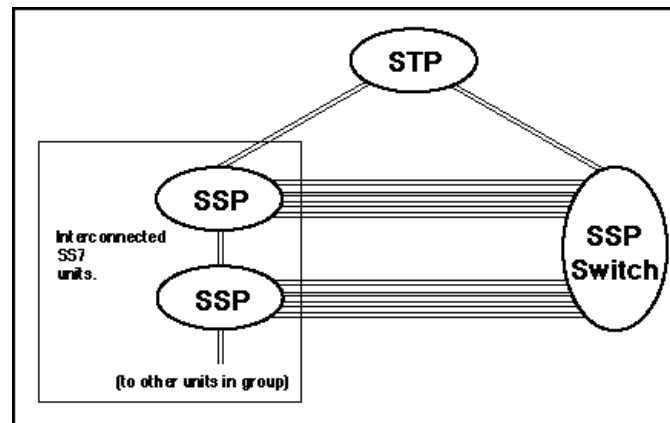 STP
SSP
Interconnected
SS7
units.
SSP
Switch
SSP
(to other units in group)